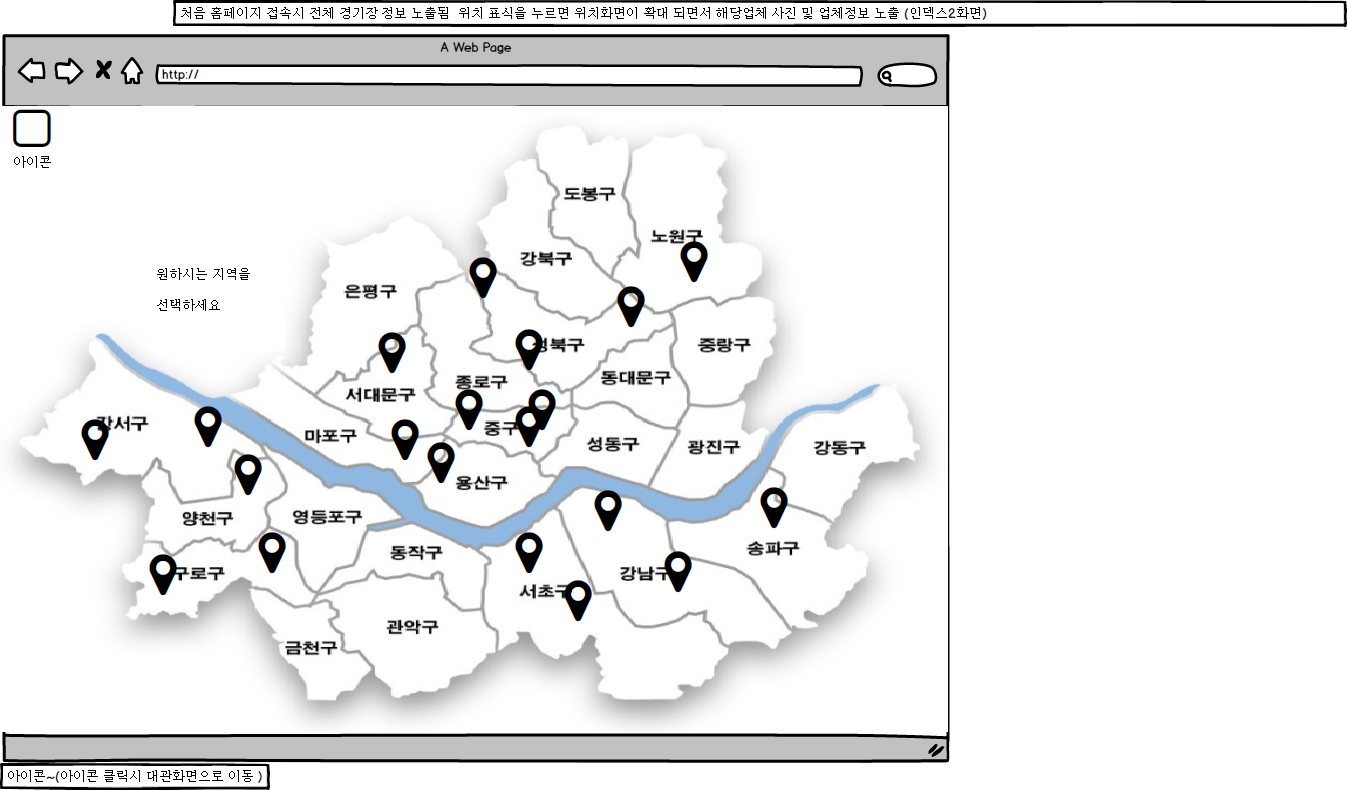 처음 홈페이지 접속시 전체 경기장 정보 노출됨 위치 표식을 누르면 위치화면이 확대 되면서 해당업체 사진 및 업체정보 노출 (인덱스2화면)
A Web Page
http://
아이콘
도봉구
노원구
강북구
원하시는 지역을
선택하세요
은평구
성북구
중랑구
종로구
동대문구
서대문구
강서구
마포구
중구
성동구
광진구
강동구
용산구
양천구
영등포구
동작구
송파구
구로구
서초구
강남구
관악구
금천구
아이콘~(아이콘 클릭시 대관화면으로 이동 )